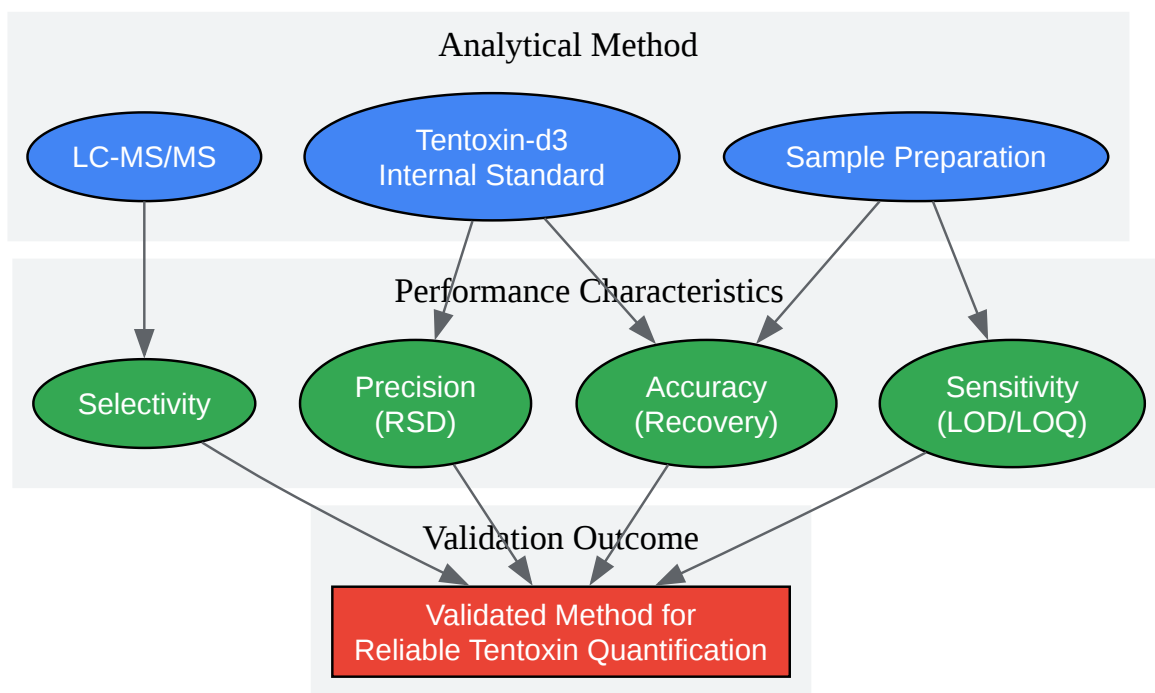 Analytical Method
LC-MS/MS
Tentoxin-d3
Internal Standard
Sample Preparation
Performance Characteristics
Selectivity
Precision
(RSD)
Accuracy
(Recovery)
Sensitivity
(LOD/LOQ)
Validation Outcome
Validated Method for
Reliable Tentoxin Quantification